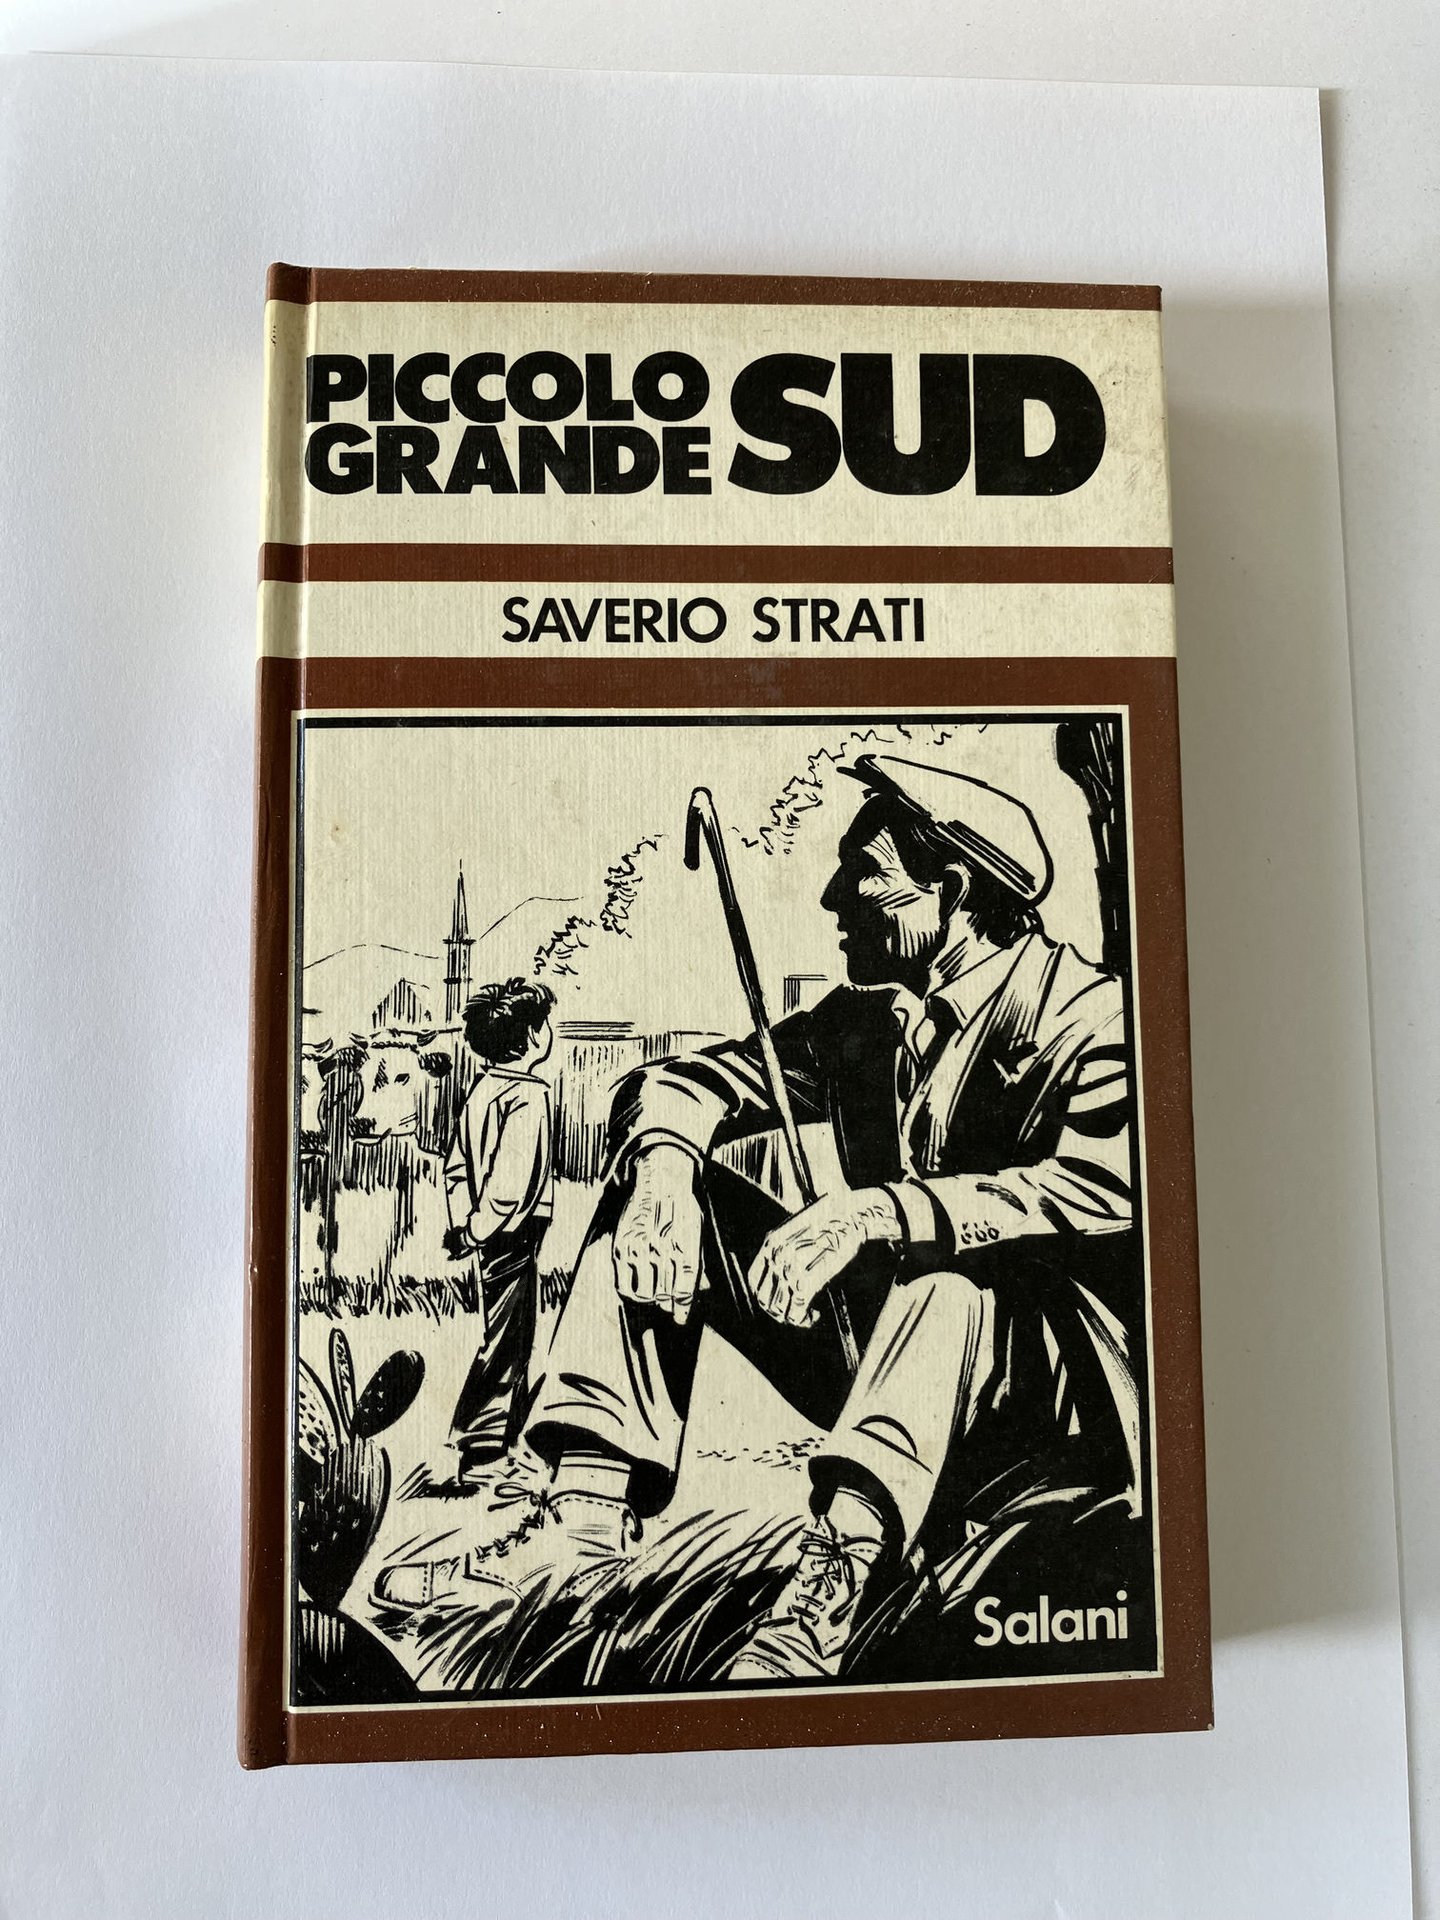 PICCOLO
GRANDE SUD
SAVERIO STRATI
Salani